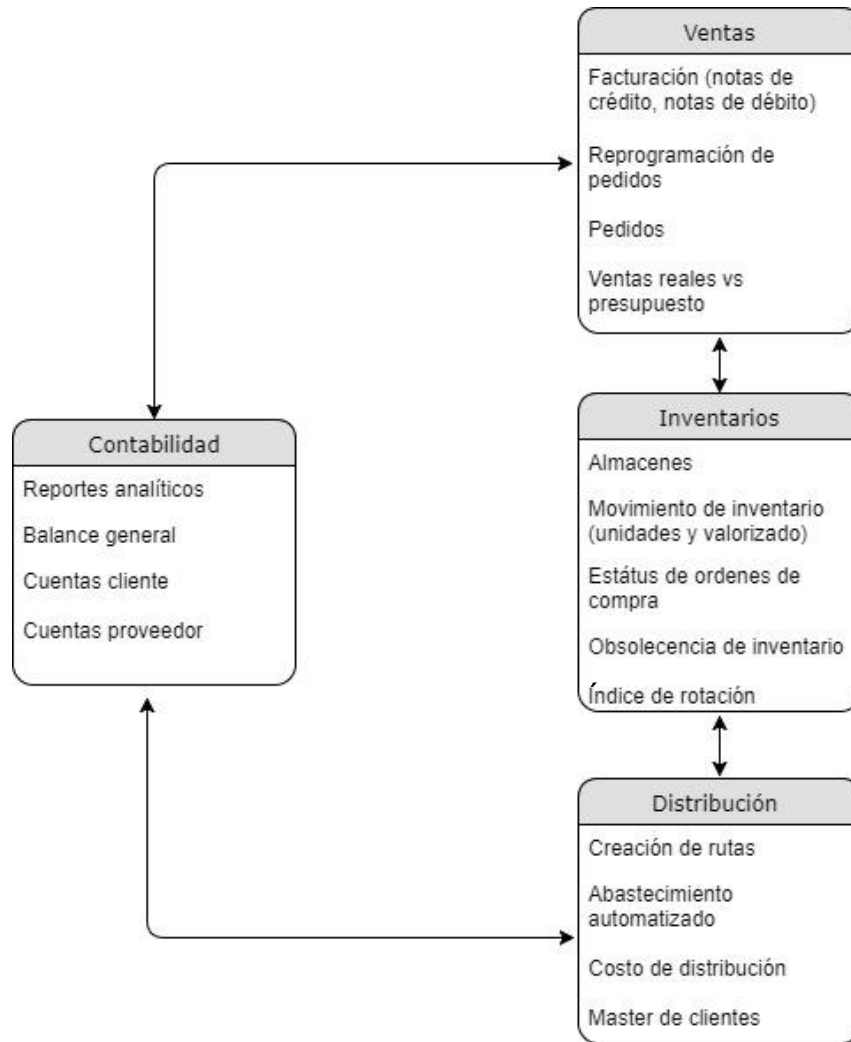 Ventas
Facturación (notas de
crédito, notas de débito)
Reprogramación de
pedidos
Pedidos
Ventas reales vs
presupuesto
Contabilidad
Reportes analíticos
Balance general
Cuentas cliente
Cuentas proveedor
Inventarios
Almacenes
Movimiento de inventario
(unidades y valorizado)
Estátus de ordenes de
compra
Obsolecencia de inventario
Índice de rotación
Distribución
Creación de rutas
Abastecimiento
automatizado
Costo de distribución
Master de clientes